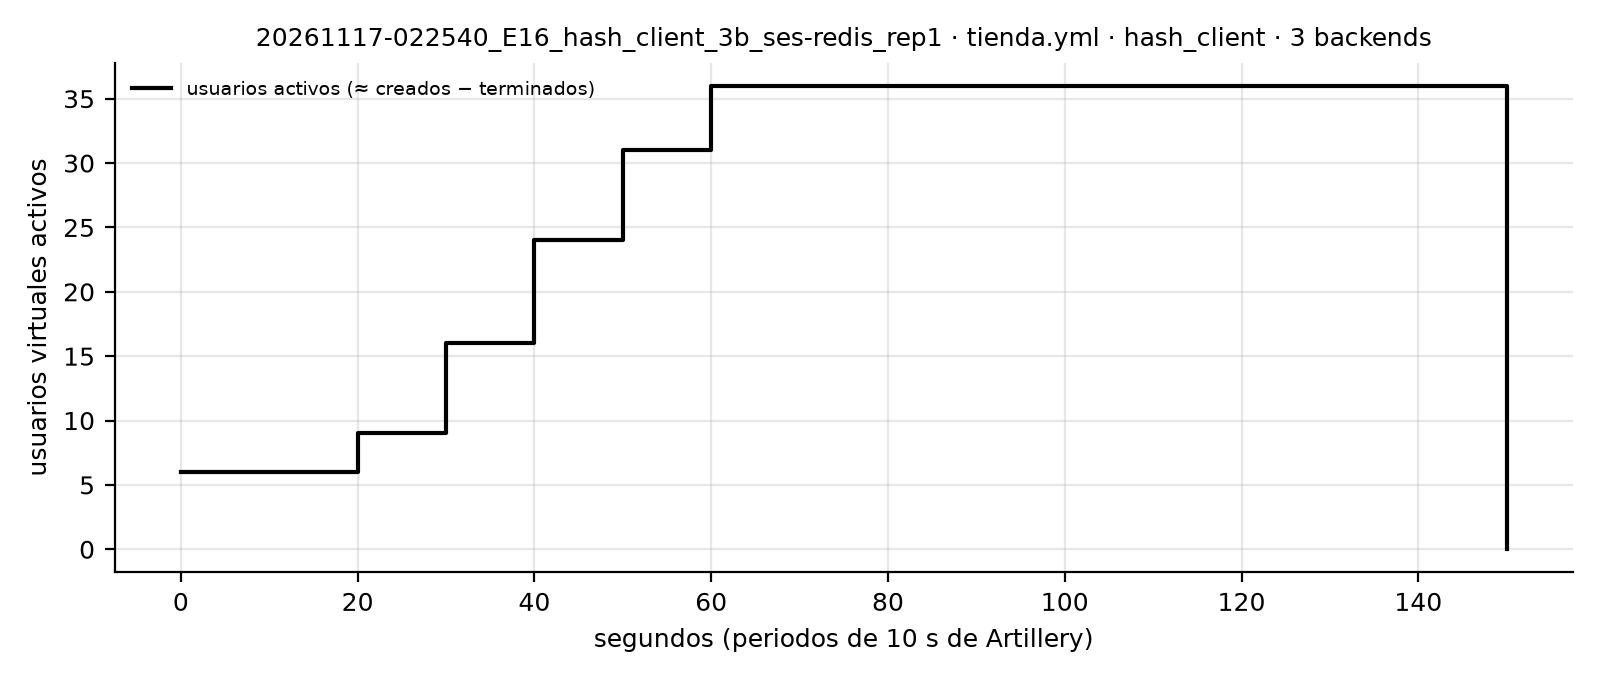 20261117-022540_E16_hash_client_3b_ses-redis_rep1 · tienda.yml · hash_client · 3 backends
usuarios activos (≈ creados − terminados)
usuarios virtuales activos
35
30
25
20
15
10
5
0
0 20 40 60 80 100 120 140
segundos (periodos de 10 s de Artillery)